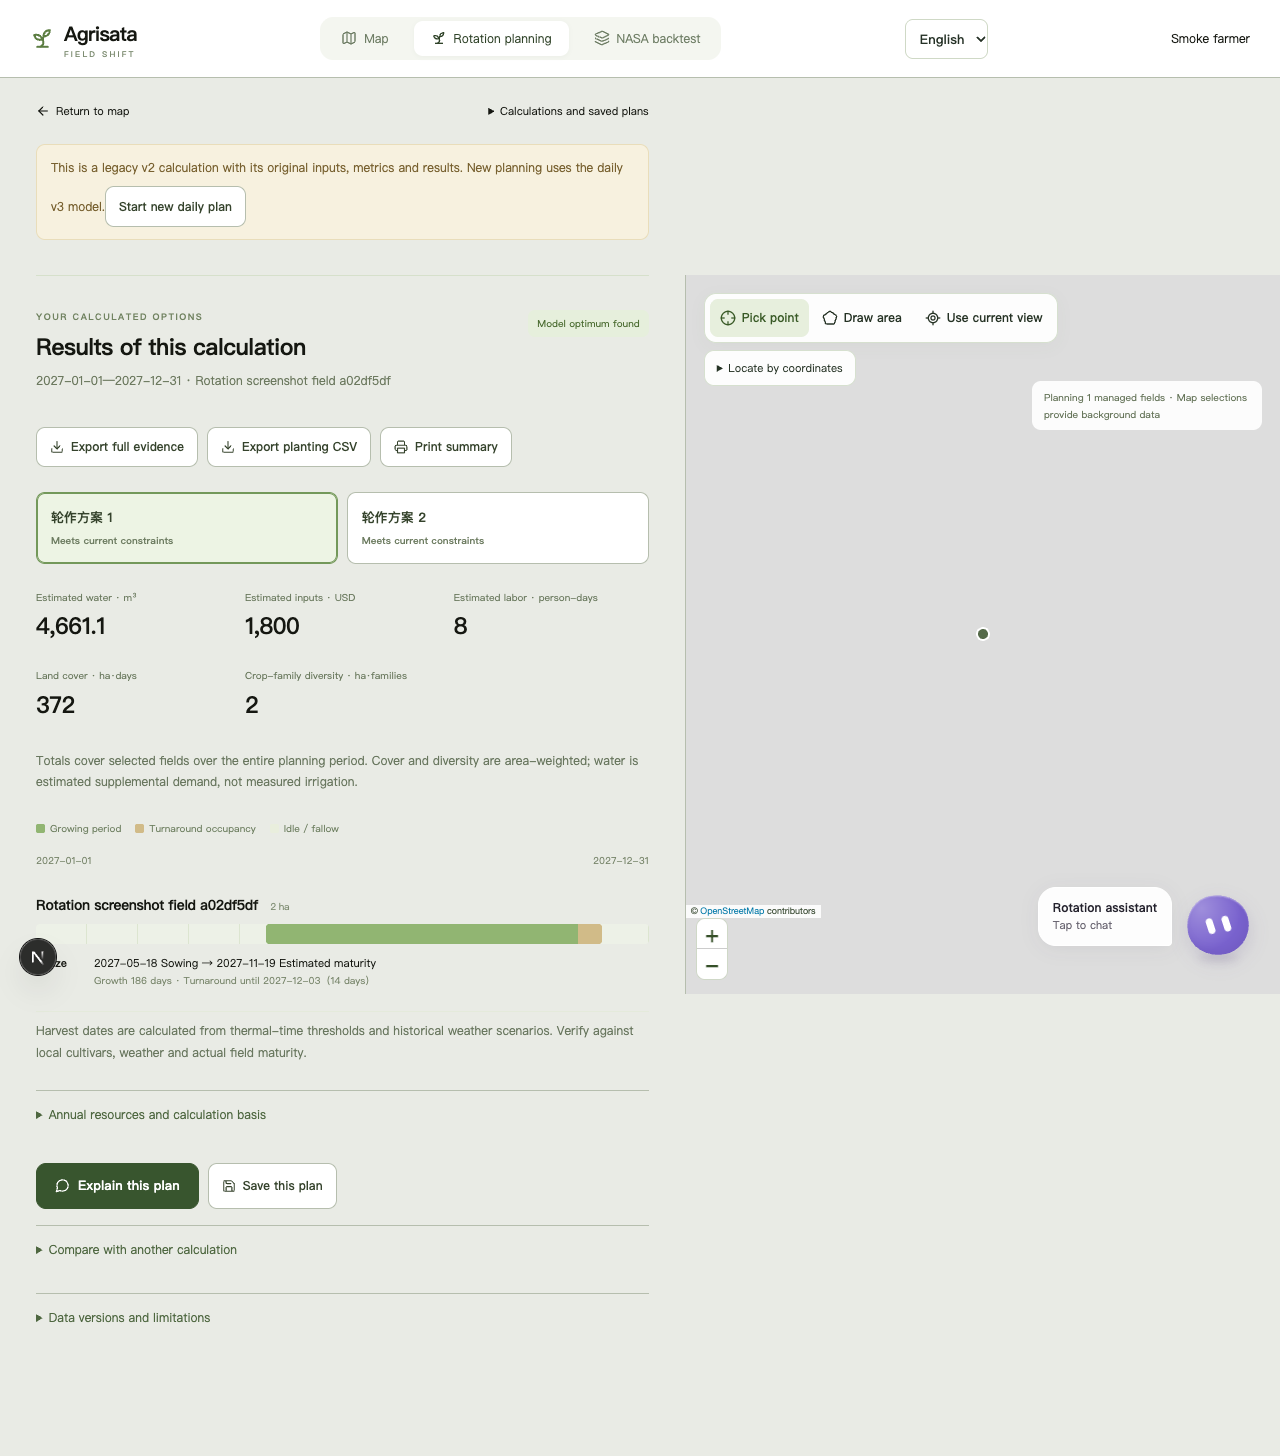 Agrisata
FIELD SHIFT
Map
Rotation planning
NASA backtest
English
Smoke farmer
Return to map
Calculations and saved plans
This is a legacy v2 calculation with its original inputs, metrics and results. New planning uses the daily
v3 model.
Start new daily plan
YOUR CALCULATED OPTIONS
Model optimum found
Results of this calculation
2027-01-01—2027-12-31 · Rotation screenshot field a02df5df
Export full evidence
Export planting CSV
Print summary
轮作方案 1
Meets current constraints
轮作方案 2
Meets current constraints
Estimated water · m³
4,661.1
Estimated inputs · USD
1,800
Estimated labor · person-days
8
Land cover · ha·days
372
Crop-family diversity · ha·families
2
Totals cover selected fields over the entire planning period. Cover and diversity are area-weighted; water is
estimated supplemental demand, not measured irrigation.
Growing period
Turnaround occupancy
Idle / fallow
2027-01-01
2027-12-31
Rotation screenshot field a02df5df
2 ha
ze
2027-05-18 Sowing → 2027-11-19 Estimated maturity
Growth 186 days · Turnaround until 2027-12-03 (14 days)
Harvest dates are calculated from thermal-time thresholds and historical weather scenarios. Verify against
local cultivars, weather and actual field maturity.
Annual resources and calculation basis
Explain this plan
Save this plan
Compare with another calculation
Data versions and limitations
Pick point
Draw area
Use current view
Locate by coordinates
Planning 1 managed fields · Map selections
provide background data
© OpenStreetMap contributors
+
−
Rotation assistant
Tap to chat
N